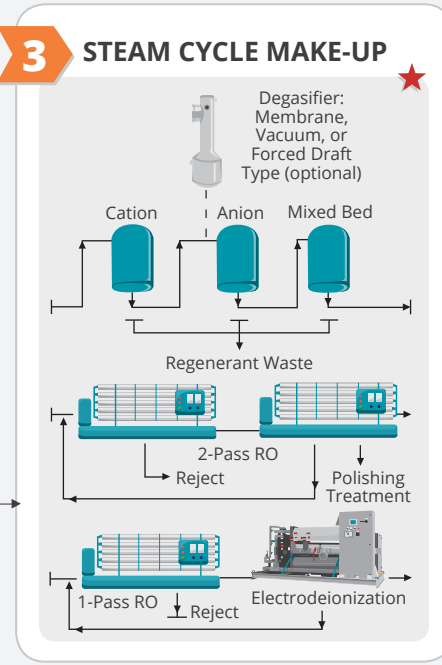 3
STEAM CYCLE MAKE-UP
Degasifier:
Membrane,
Vacuum, or
Forced Draft
Type (optional)
Cation
Anion
Mixed Bed
Regenerant Waste
2-Pass RO
Reject
Polishing
Treatment
1-Pass RO
Reject
Electrodeionization